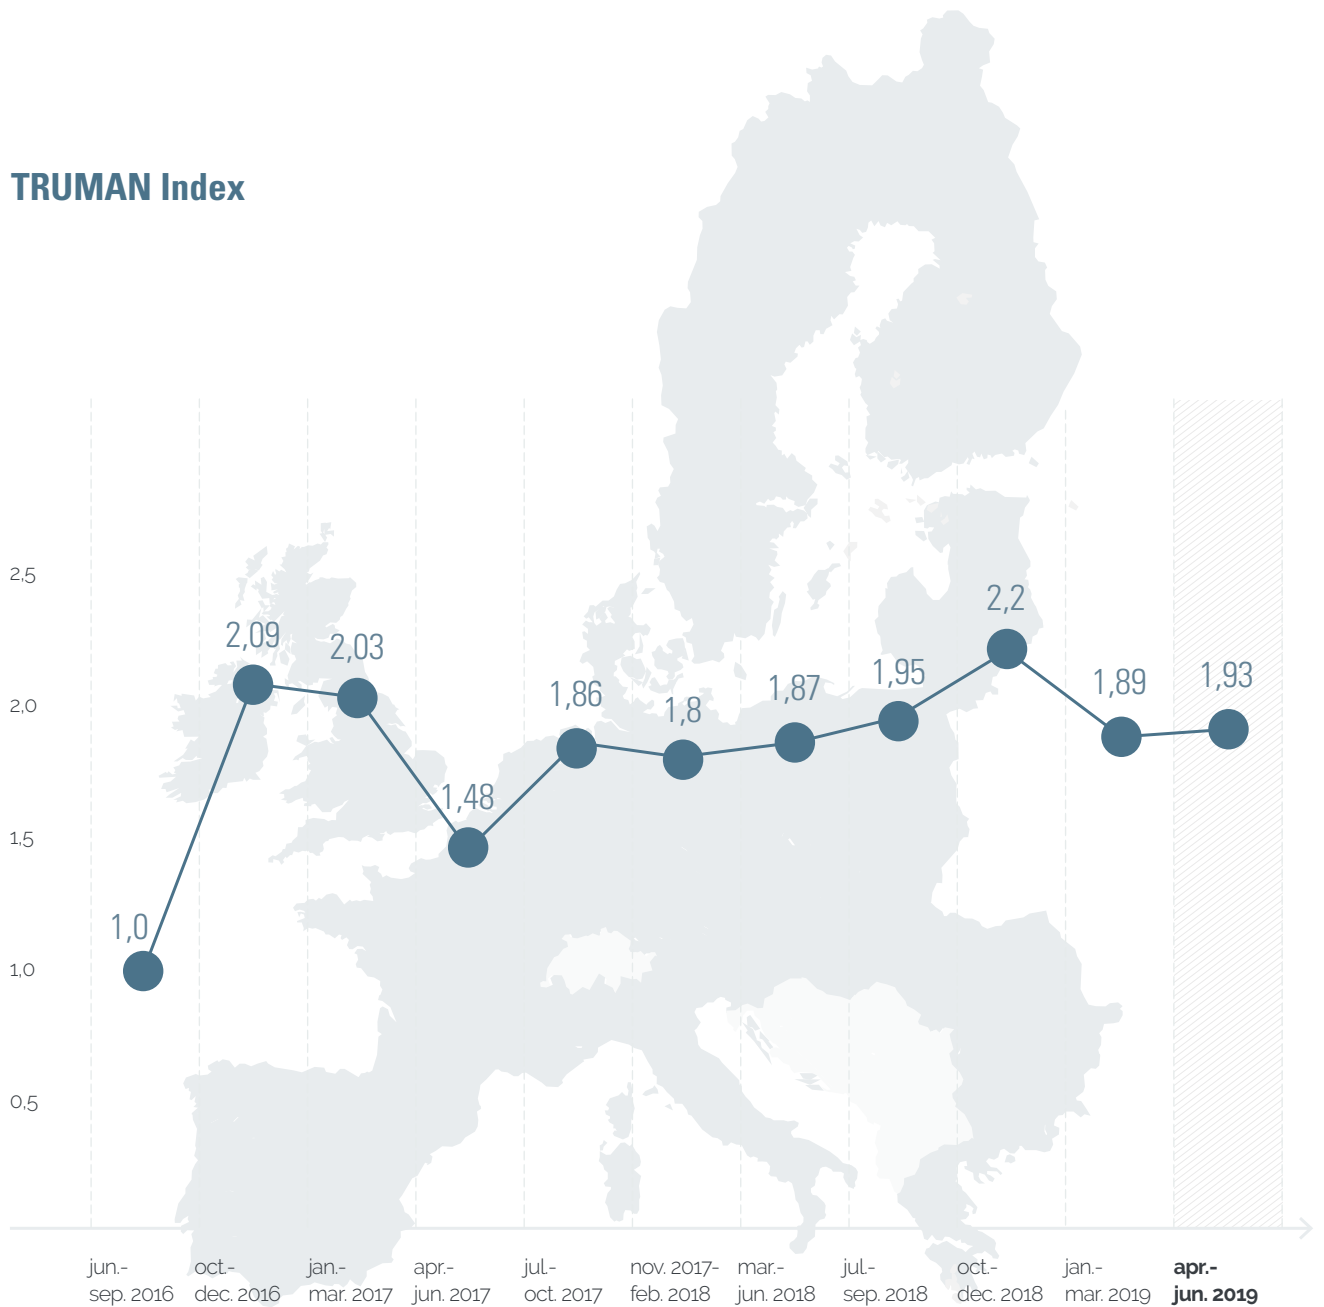 TRUMAN Index
2,5
2,0
1,5
1,0
0,5
1,0
2,09
2,03
1,48
1,86
1,8
1,87
1,95
2,2
1,89
1,93
jun.-
sep. 2016
oct.-
dec. 2016
jan.-
mar. 2017
apr.-
jun. 2017
jul.-
oct. 2017
nov. 2017-
feb. 2018
mar.-
jun. 2018
jul.-
sep. 2018
oct.-
dec. 2018
jan.-
mar. 2019
apr.-
jun. 2019